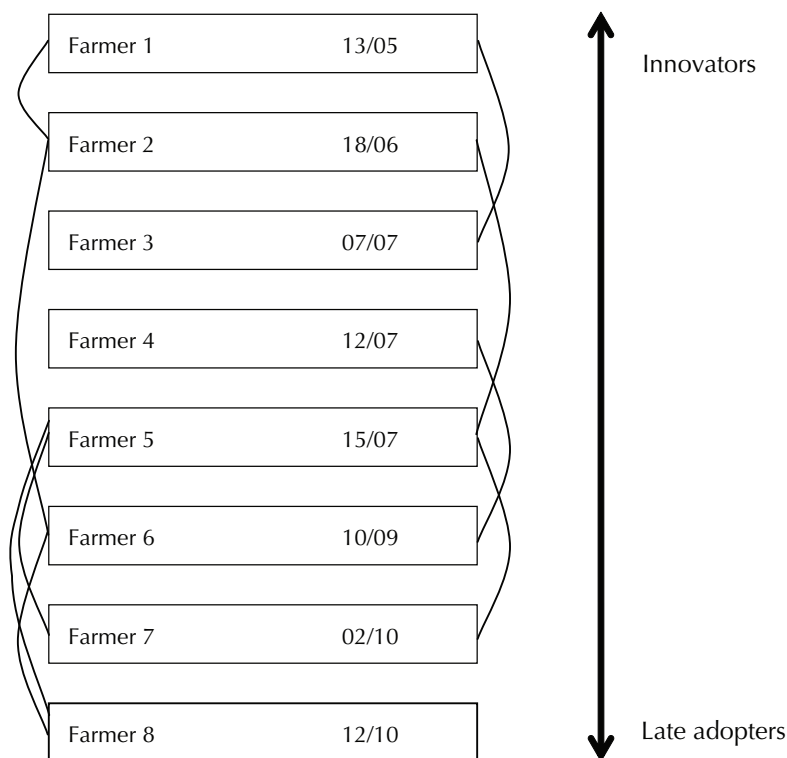 Farmer 1 13/05
Innovators
Farmer 2 18/06
Farmer 3 07/07
Farmer 4 12/07
Farmer 5 15/07
Farmer 6 10/09
Farmer 7 02/10
Farmer 8 12/10
Late adopters